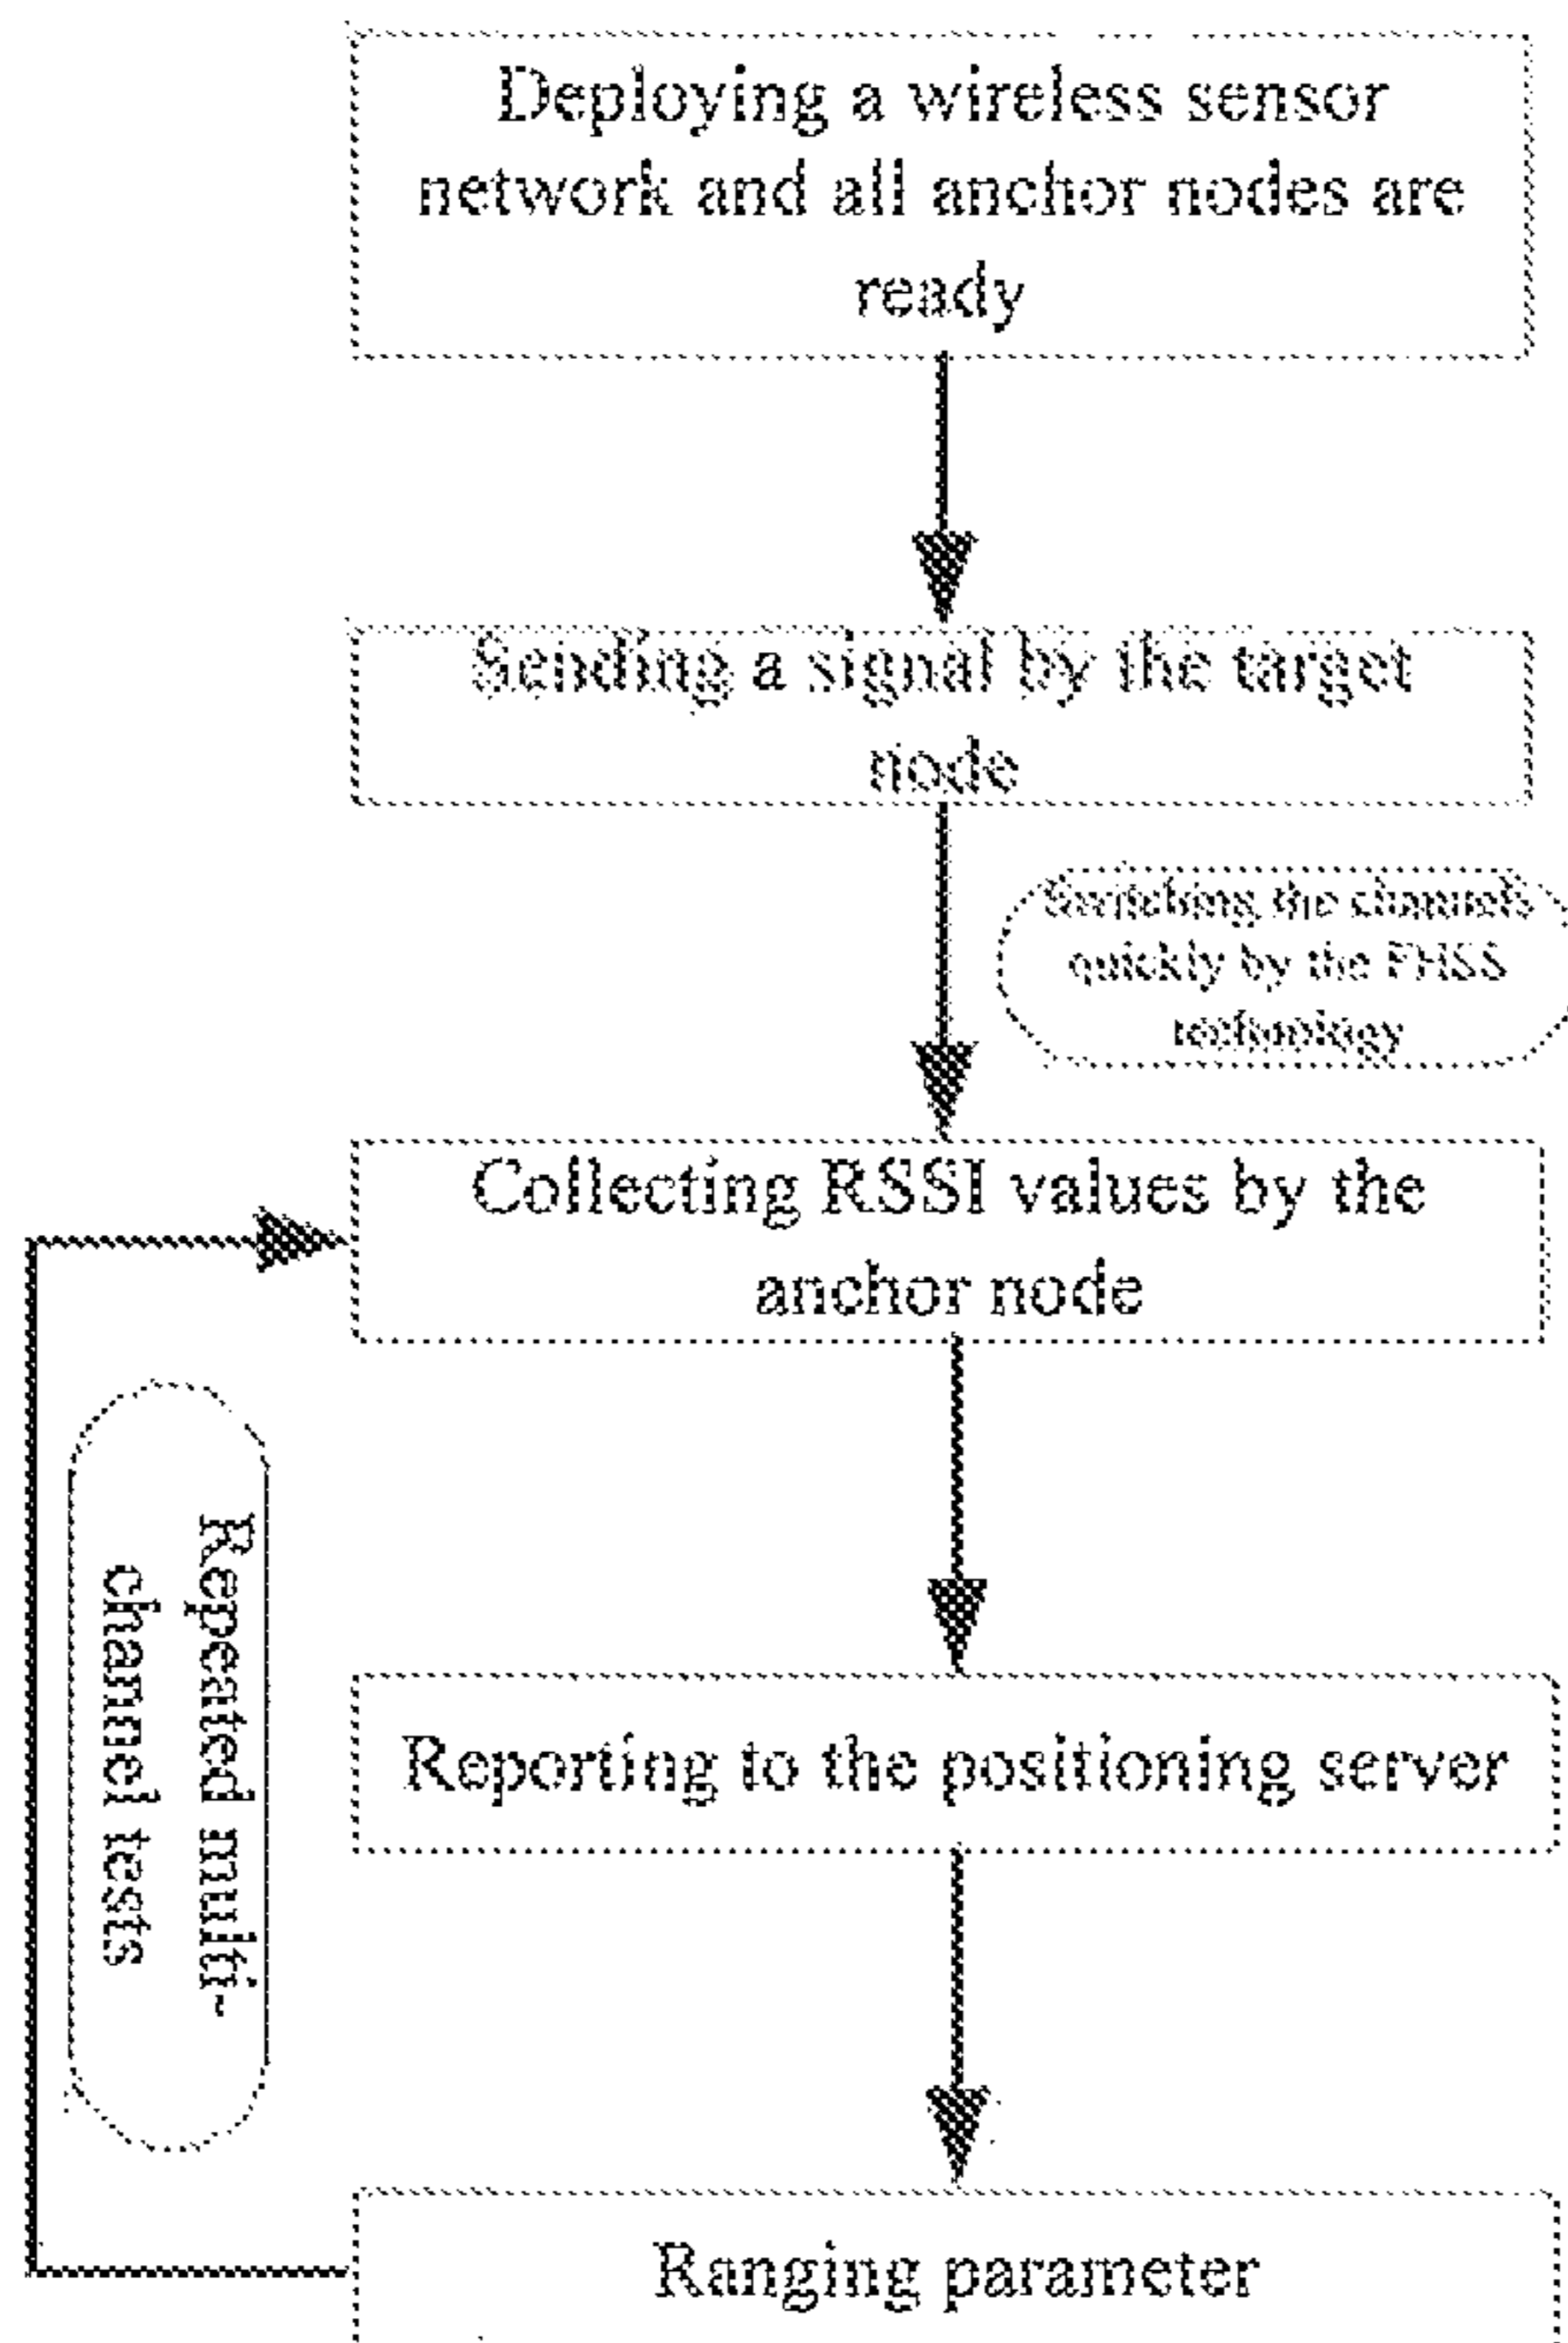 Deploying a wireless sensor
network and all anchor nodes are
ready
Sending a signal by the target
node
Switching the channels
quickly by the FHSS
technology
Collecting RSSI values by the
anchor node
Repeated multi-
channel tests
Reporting to the positioning server
Ranging parameter